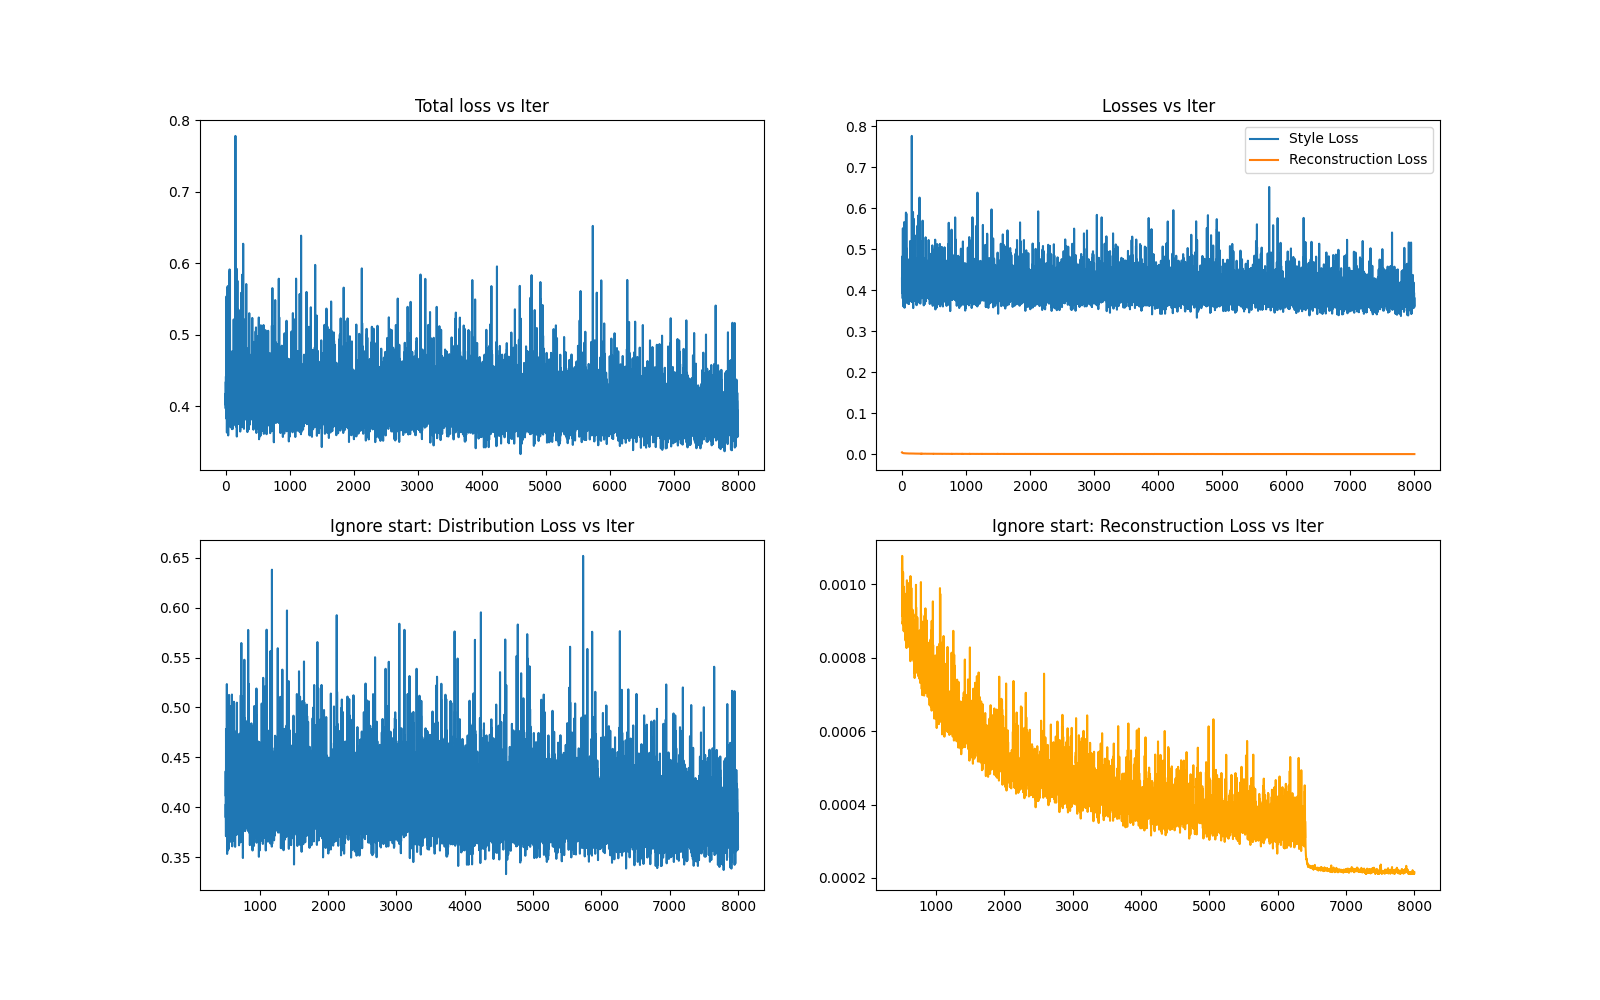 Total loss vs Iter
0.8
0.7
0.6
0.5
0.4
0 1000 2000 3000 4000 5000 6000 7000 8000
Losses vs Iter
Style Loss
Reconstruction Loss
0.8
0.7
0.6
0.5
0.4
0.3
0.2
0.1
0.0
0 1000 2000 3000 4000 5000 6000 7000 8000
Ignore start: Distribution Loss vs Iter
0.65
0.60
0.55
0.50
0.45
0.40
0.35
1000 2000 3000 4000 5000 6000 7000 8000
Ignore start: Reconstruction Loss vs Iter
0.0010
0.0008
0.0006
0.0004
0.0002
1000 2000 3000 4000 5000 6000 7000 8000